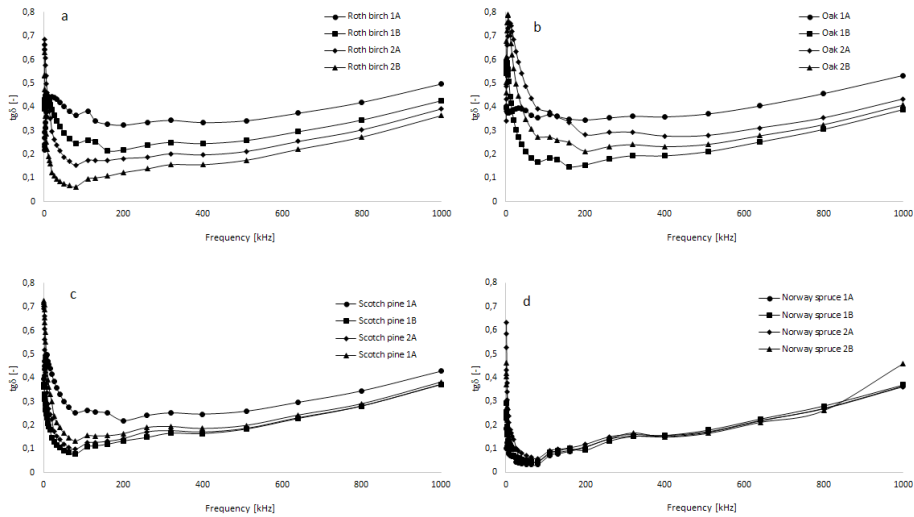 a
0,8
0,7
0,6
0,5
0,4
0,3
0,2
0,1
0
tgδ [-]
Roth birch 1A
Roth birch 1B
Roth birch 2A
Roth birch 2B
0 200 400 600 800 1000
Frequency [kHz]
b
0,8
0,7
0,6
0,5
0,4
0,3
0,2
0,1
0
tgδ [-]
Oak 1A
Oak 1B
Oak 2A
Oak 2B
0 200 400 600 800 1000
Frequency [kHz]
c
0,8
0,7
0,6
0,5
0,4
0,3
0,2
0,1
0
tgδ [-]
Scotch pine 1A
Scotch pine 1B
Scotch pine 2A
Scotch pine 1A
0 200 400 600 800 1000
Frequency [kHz]
d
0,8
0,7
0,6
0,5
0,4
0,3
0,2
0,1
0
tgδ [-]
Norway spruce 1A
Norway spruce 1B
Norway spruce 2A
Norway spruce 2B
0 200 400 600 800 1000
Frequency [kHz]